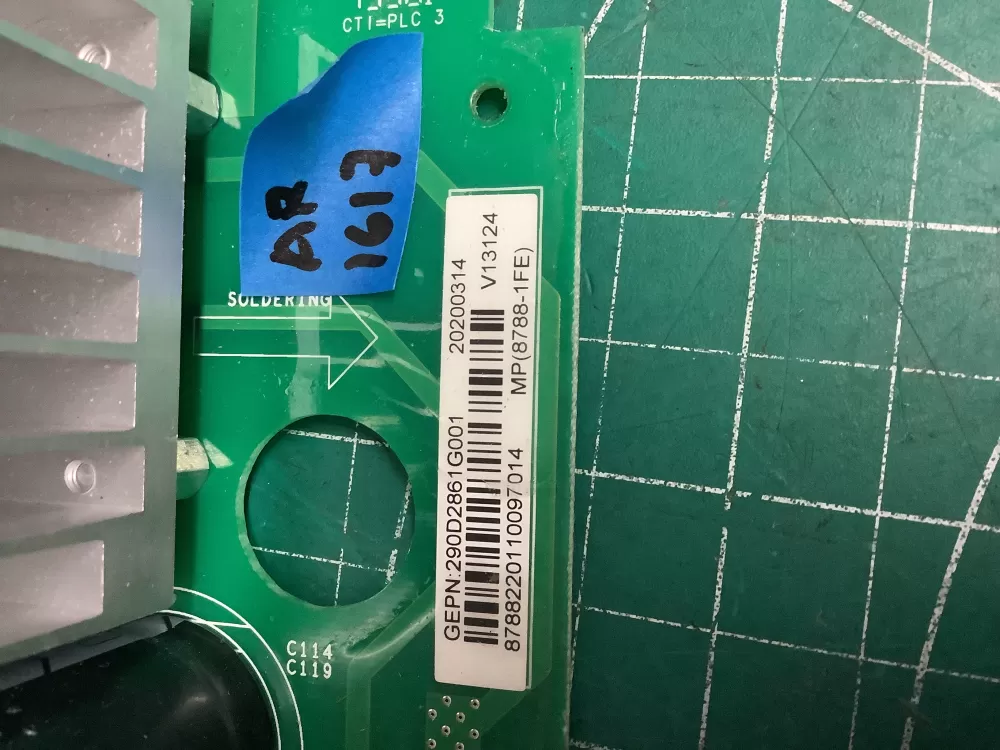 CTI=PLC 3
AR
1617
SOLDERING
GEPN:290D2861G001 20200314
V13124
8788220110097014 MP(8788-1FE)
C114
C119